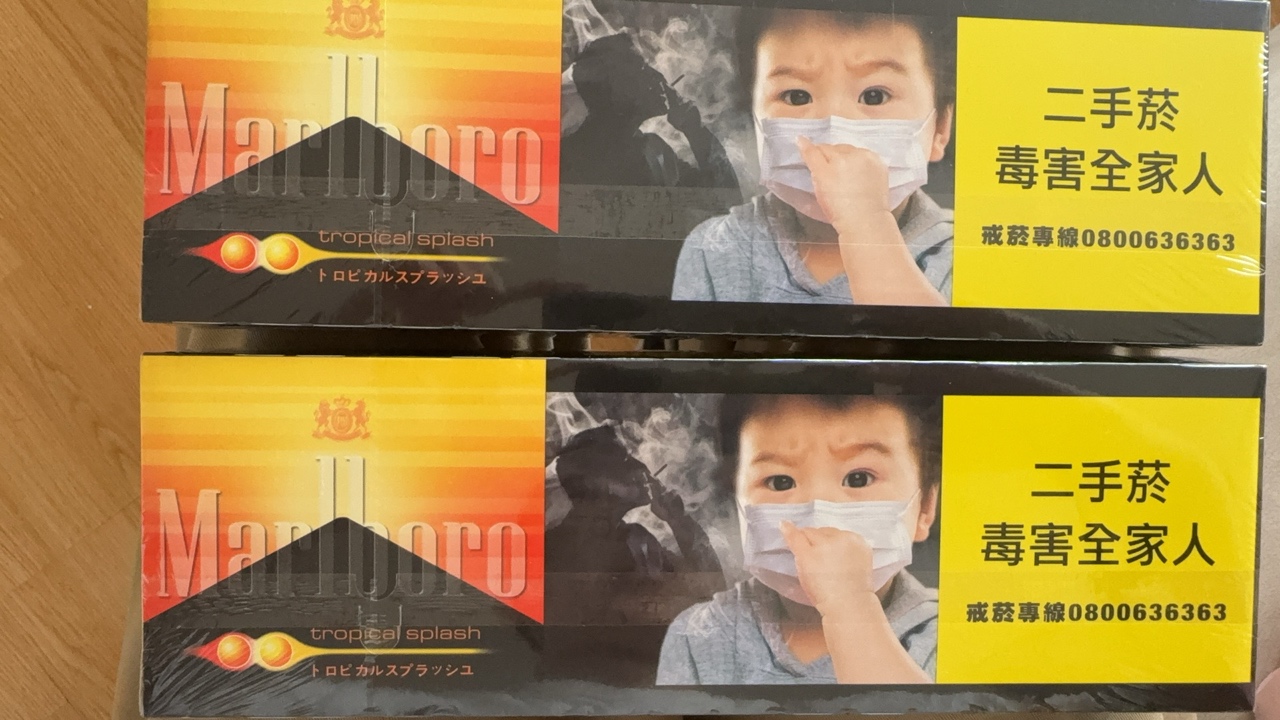 Marlboro
tropical splash
トロピカルスプラッシュ
二手菸
毒害全家人
戒菸專線0800636363
Marlboro
tropical splash
トロピカルスプラッシュ
二手菸
毒害全家人
戒菸專線0800636363